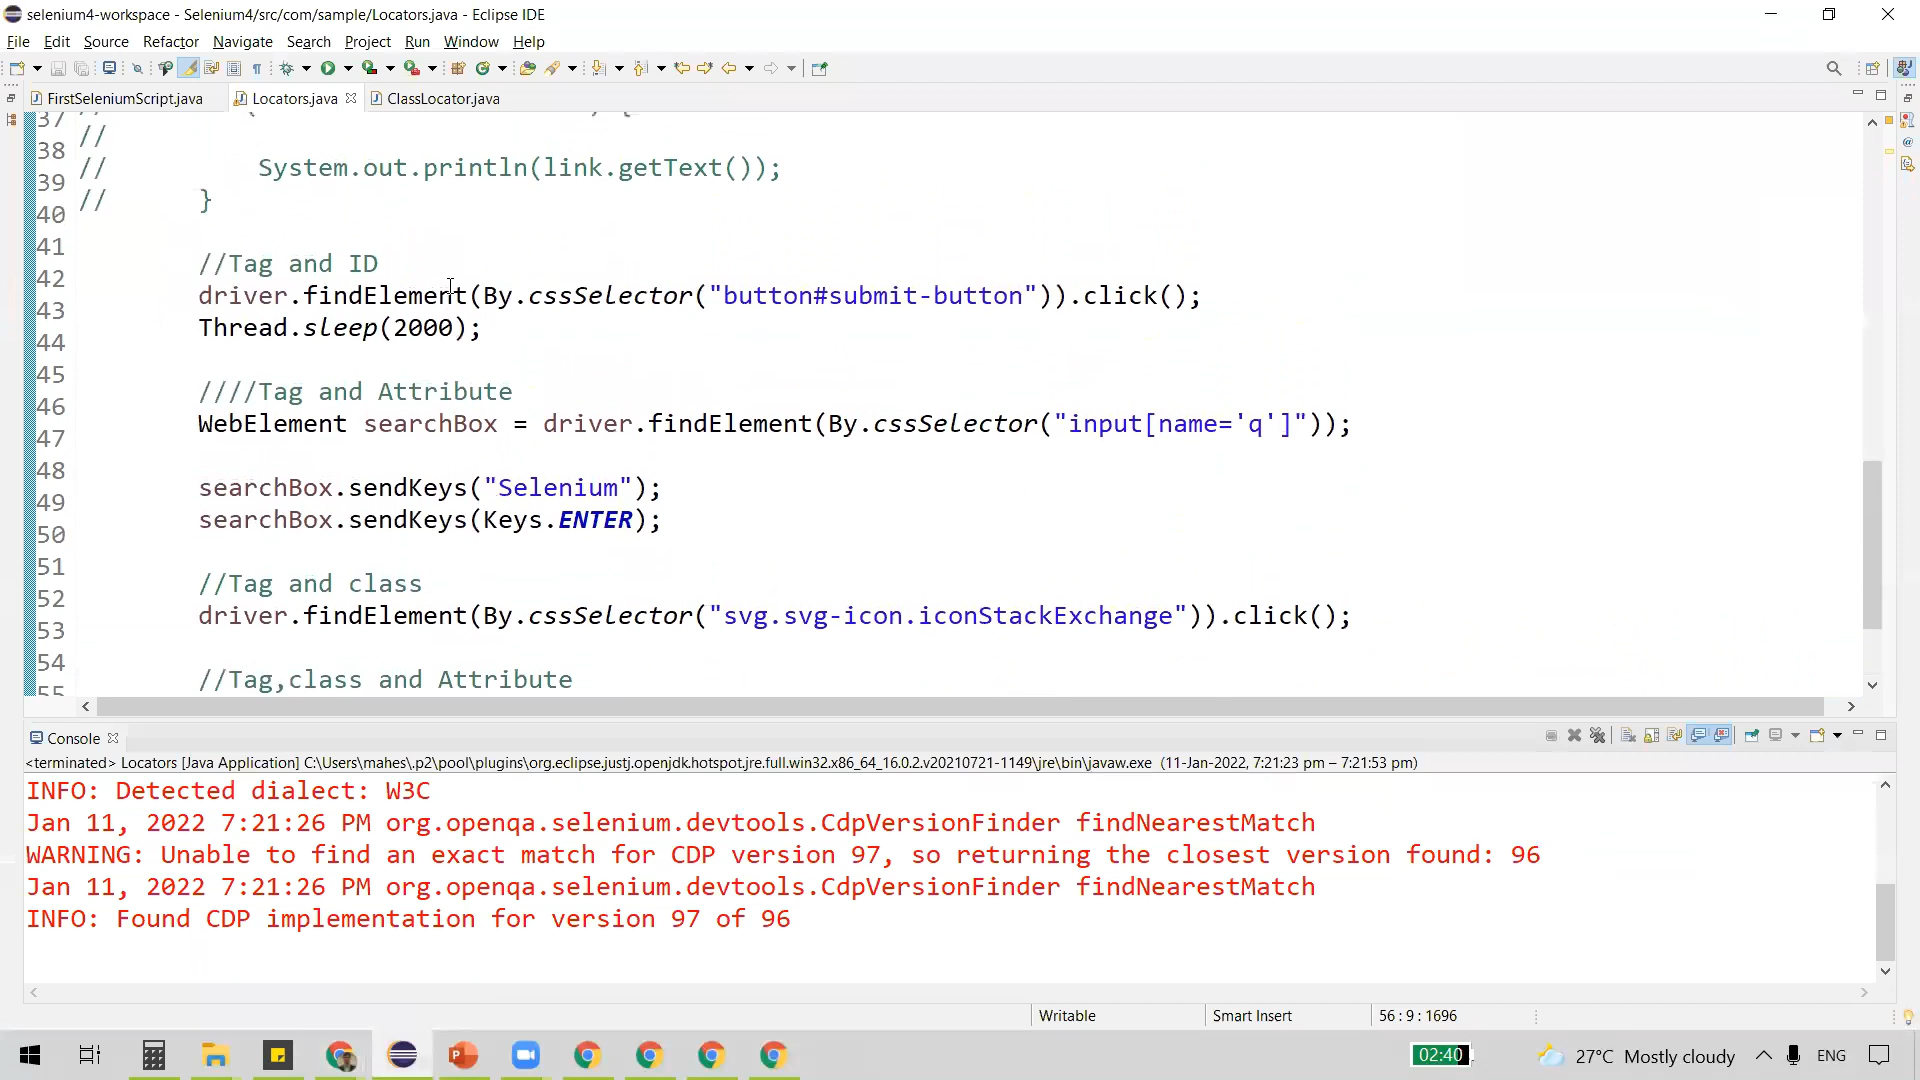 selenium4-workspace - Selenium4/src/com/sample/Locators.java - Eclipse IDE
File Edit Source Refactor Navigate Search Project Run Window Help
FirstSeleniumScript.java Locators.java ClassLocator.java
37 //
38 //
39 // System.out.println(link.getText());
40 // }
41
42 //Tag and ID
43 driver.findElement(By.cssSelector("button#submit-button")).click();
44 Thread.sleep(2000);
45
46 ////Tag and Attribute
47 WebElement searchBox = driver.findElement(By.cssSelector("input[name='q']"));
48
49 searchBox.sendKeys("Selenium");
50 searchBox.sendKeys(Keys.ENTER);
51
52 //Tag and class
53 driver.findElement(By.cssSelector("svg.svg-icon.iconStackExchange")).click();
54
55 //Tag,class and Attribute
Console
<terminated> Locators [Java Application] C:\Users\mahes\.p2\pool\plugins\org.eclipse.justj.openjdk.hotspot.jre.full.win32.x86_64_16.0.2.v20210721-1149\jre\bin\javaw.exe (11-Jan-2022, 7:21:23 pm – 7:21:53 pm)
INFO: Detected dialect: W3C
Jan 11, 2022 7:21:26 PM org.openqa.selenium.devtools.CdpVersionFinder findNearestMatch
WARNING: Unable to find an exact match for CDP version 97, so returning the closest version found: 96
Jan 11, 2022 7:21:26 PM org.openqa.selenium.devtools.CdpVersionFinder findNearestMatch
INFO: Found CDP implementation for version 97 of 96
Writable Smart Insert 56 : 9 : 1696
02:40 27°C Mostly cloudy ENG